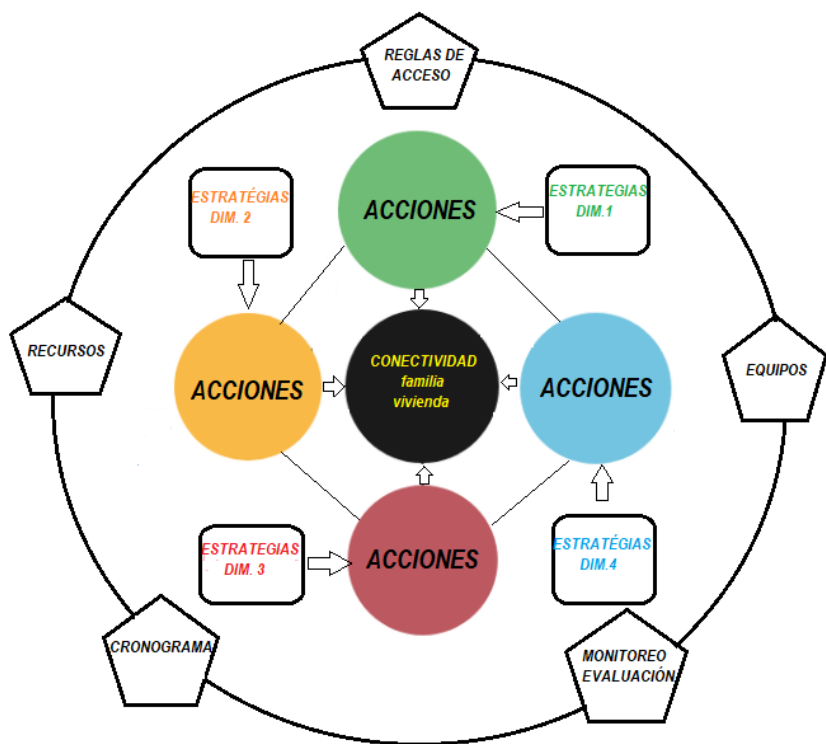 REGLAS DE
ACCESO
ESTRATÉGIAS
DIM. 2
ACCIONES
ESTRATÉGIAS
DIM.1
RECURSOS
ACCIONES
CONECTIVIDAD
familia
vivienda
ACCIONES
EQUIPOS
ESTRATEGIAS
DIM. 3
ACCIONES
ESTRATÉGIAS
DIM.4
CRONOGRAMA
MONITOREO
EVALUACIÓN